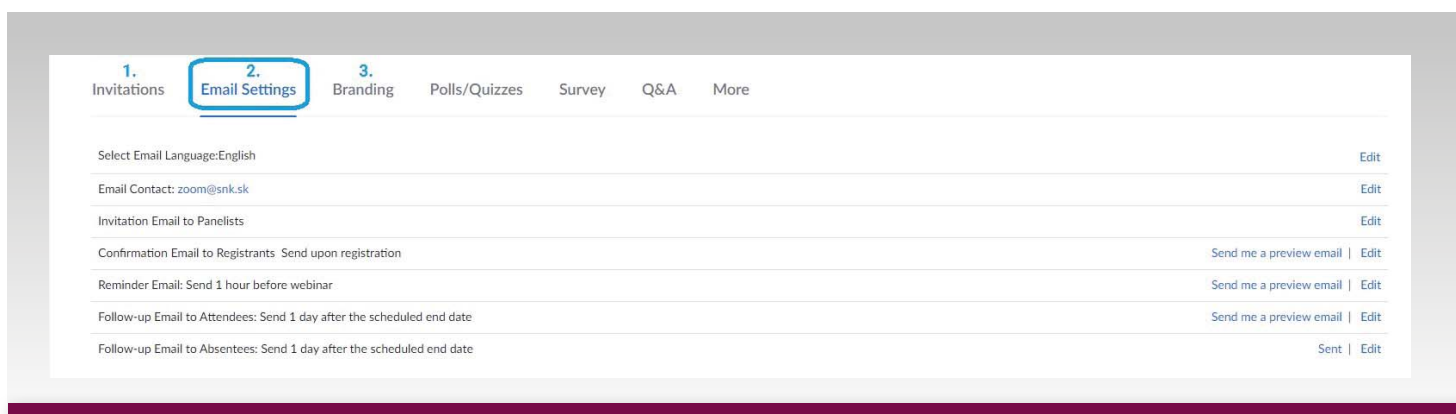 1. 2. 3.
Invitations Email Settings Branding Polls/Quizzes Survey Q&A More
Select Email Language:English Edit
Email Contact: zoom@snk.sk Edit
Invitation Email to Panelists Edit
Confirmation Email to Registrants Send upon registration Send me a preview email | Edit
Reminder Email: Send 1 hour before webinar Send me a preview email | Edit
Follow-up Email to Attendees: Send 1 day after the scheduled end date Send me a preview email | Edit
Follow-up Email to Absentees: Send 1 day after the scheduled end date Sent | Edit